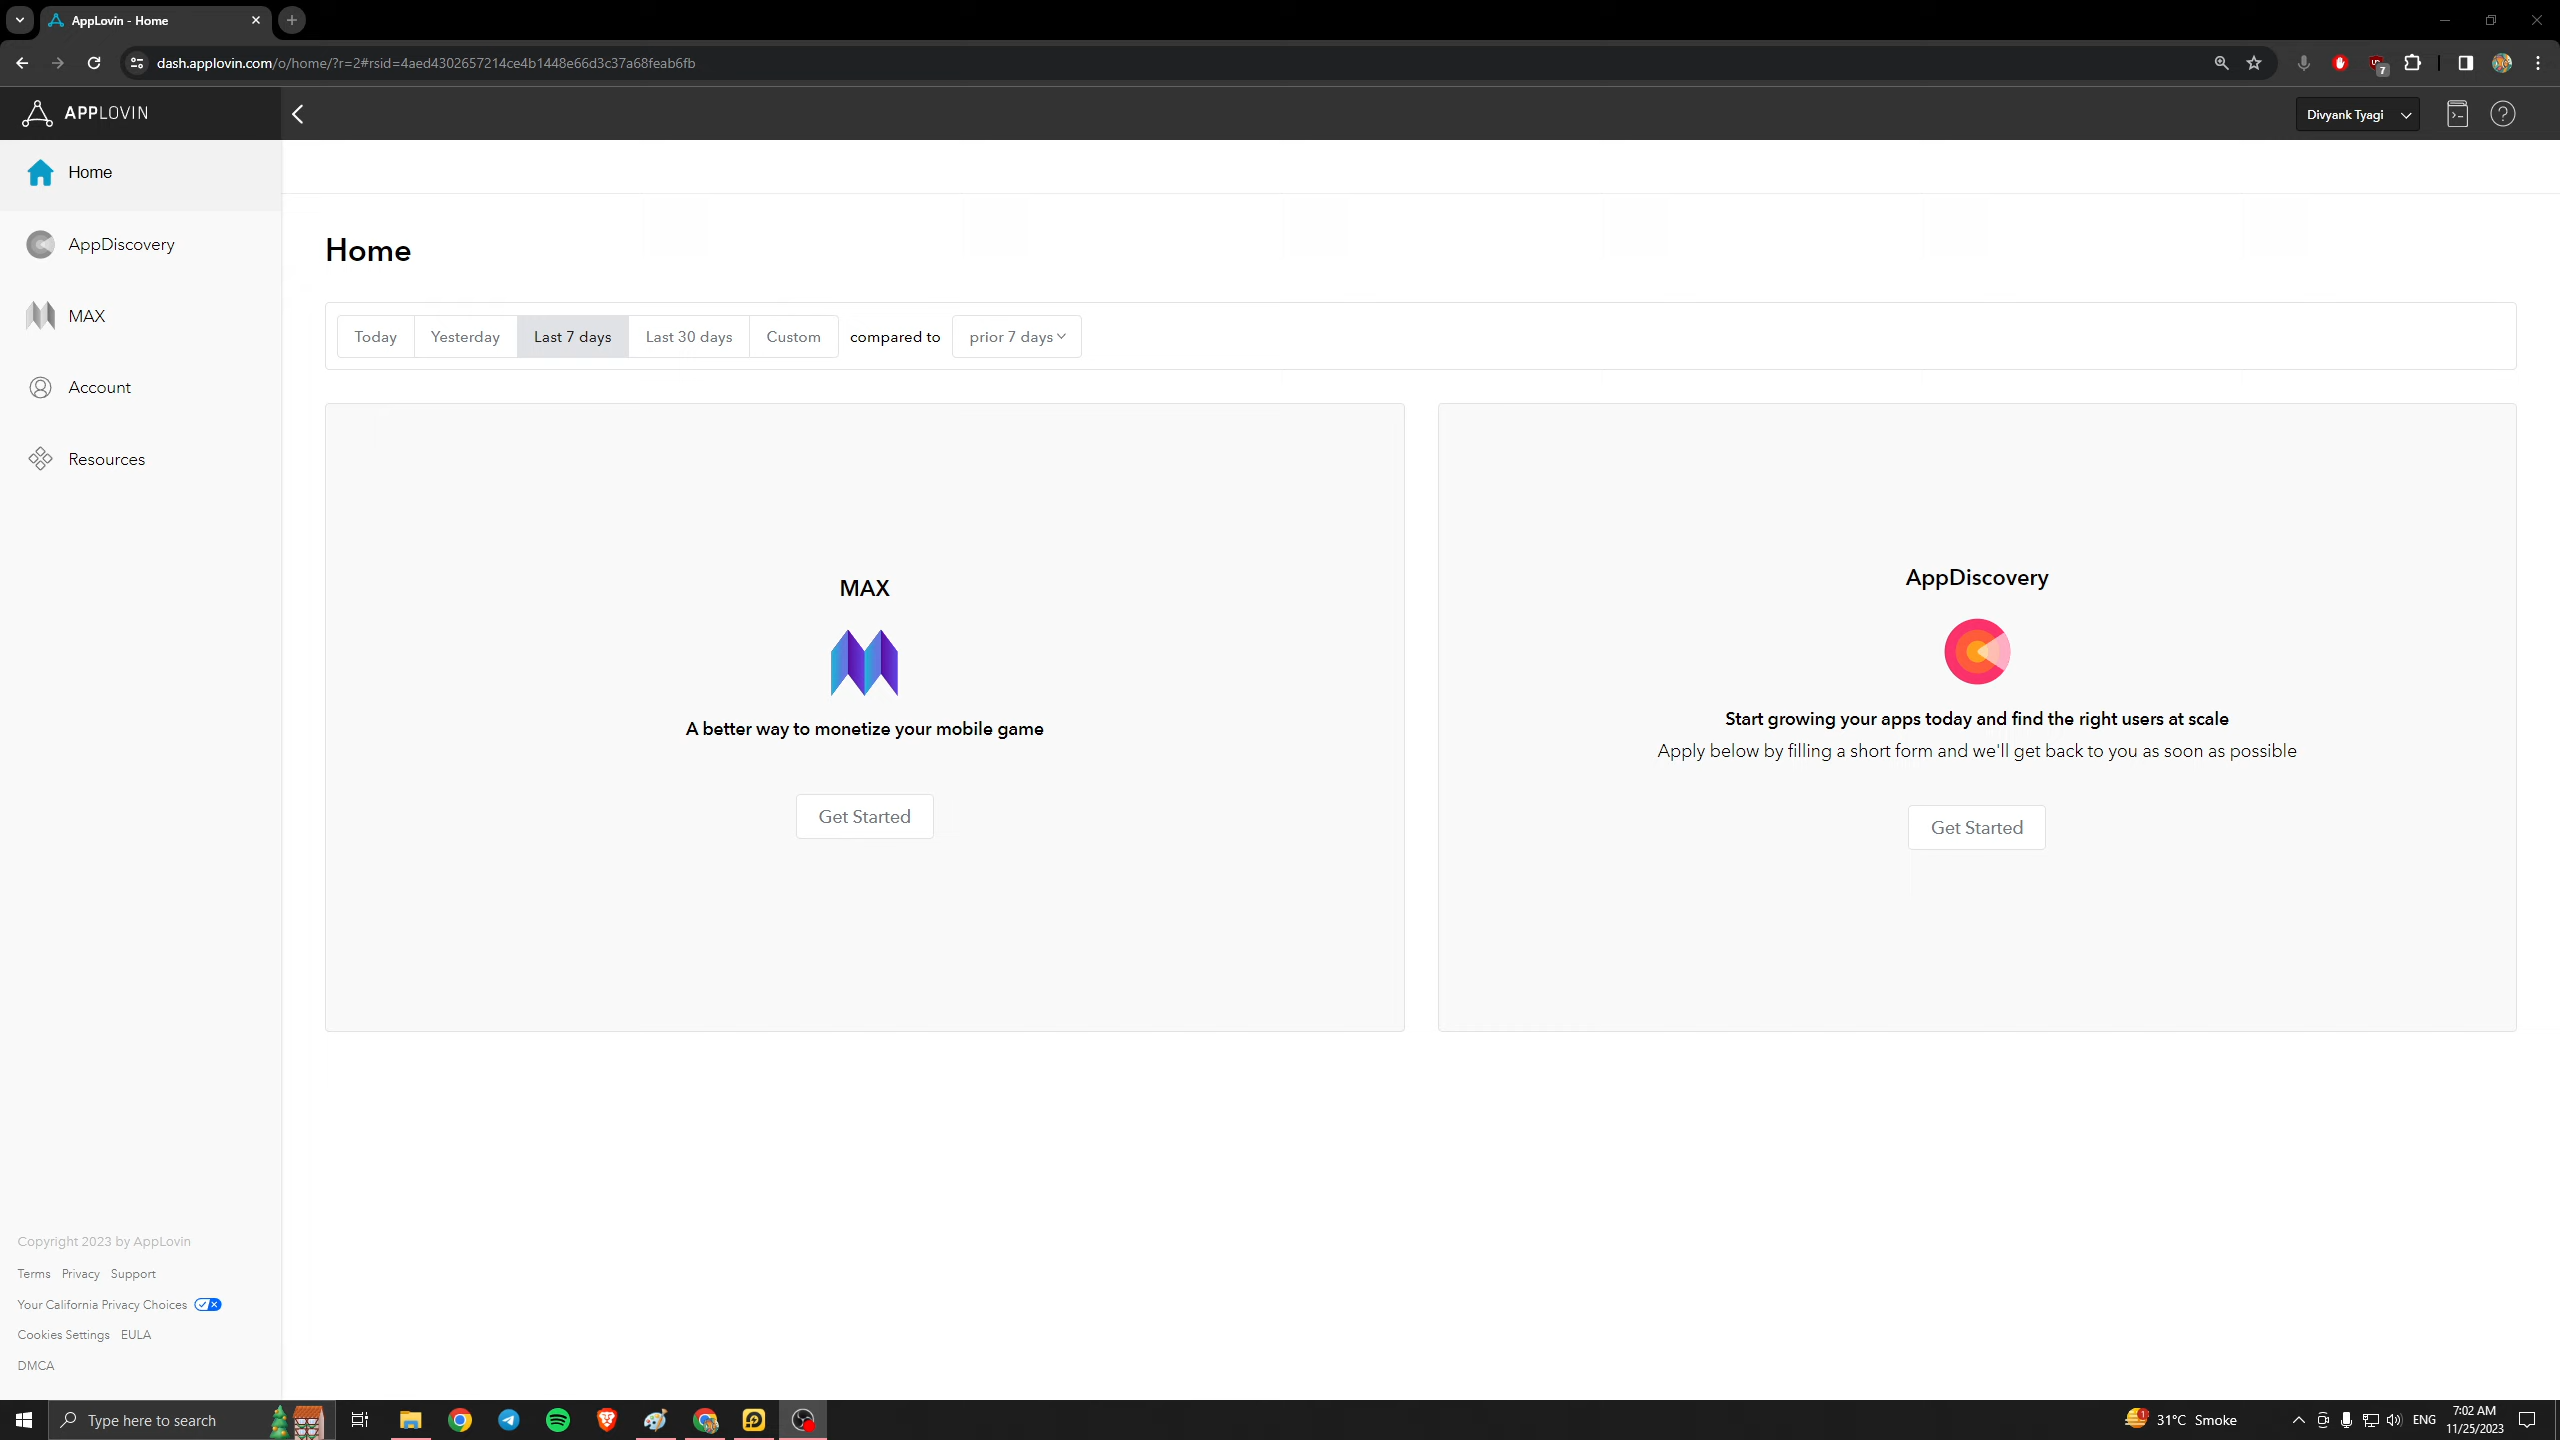 AppLovin - Home
dash.applovin.com/o/home/?r=2#rsid=4aed4302657214ce4b1448e66d3c37a68feab6fb
7
APPLOVIN
Divyank Tyagi
Home
AppDiscovery
MAX
Account
Resources
Home
Today
Yesterday
Last 7 days
Last 30 days
Custom
compared to
prior 7 days
MAX
A better way to monetize your mobile game
Get Started
AppDiscovery
Start growing your apps today and find the right users at scale
Apply below by filling a short form and we'll get back to you as soon as possible
Get Started
Copyright 2023 by AppLovin
Terms Privacy Support
Your California Privacy Choices
Cookies Settings EULA
DMCA
Type here to search
1
31°C Smoke
ENG
7:02 AM
11/25/2023